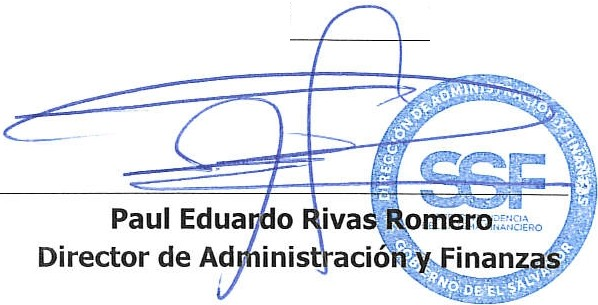 Paul Eduardo Rivas Romero
Director de Administración y Finanzas
DIRECCIÓN DE ADMINISTRACIÓN Y FINANZAS
SSF
GOBIERNO DE EL SALVADOR